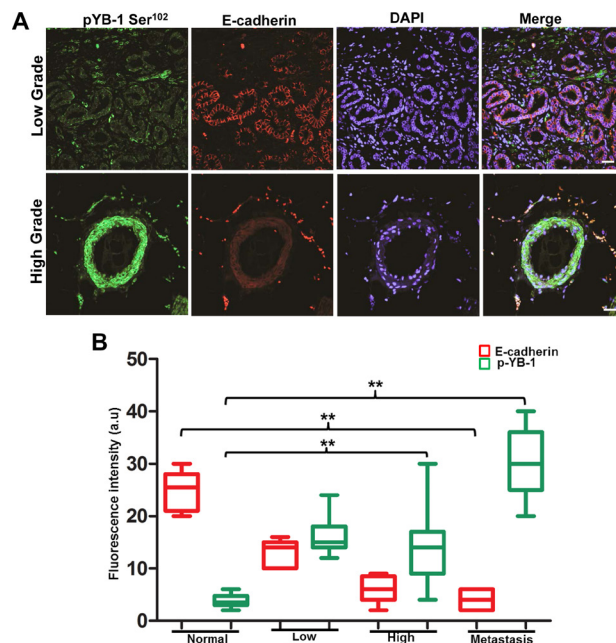 A
pYB-1 Ser102 E-cadherin DAPI Merge
Low Grade
High Grade
B
E-cadherin
p-YB-1
Fluorescence intensity (a.u)
50
40
30
20
10
0
**
**
**
Normal Low High Metastasis